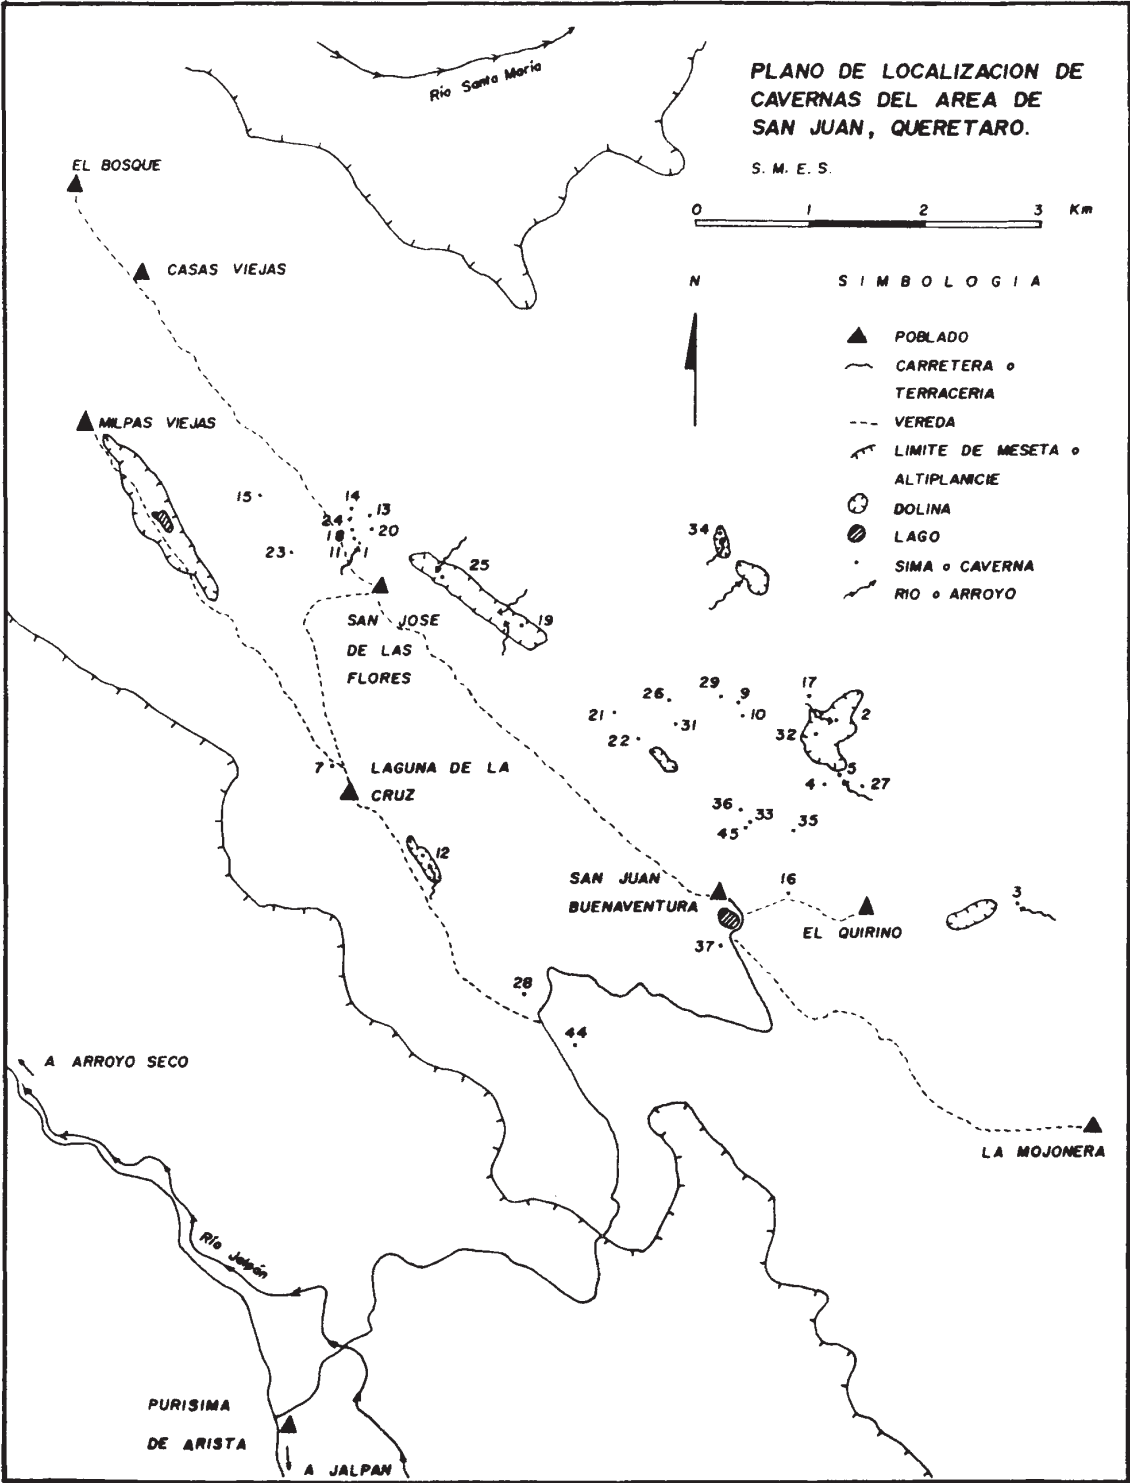 Río Santa María
PLANO DE LOCALIZACION DE
CAVERNAS DEL AREA DE
SAN JUAN, QUERETARO.
S. M. E. S.
0 1 2 3 Km
N
SIMBOLOGIA
POBLADO
CARRETERA o
TERRACERIA
VEREDA
LIMITE DE MESETA o
ALTIPLANICIE
DOLINA
LAGO
SIMA o CAVERNA
RIO o ARROYO
EL BOSQUE
CASAS VIEJAS
MILPAS VIEJAS
15
14
24
13
20
23
11
1
34
25
19
SAN JOSE
DE LAS
FLORES
21
26
29
9
10
31
22
17
2
32
5
4
27
7
LAGUNA DE LA
CRUZ
36
33
45
35
12
SAN JUAN
BUENAVENTURA
16
EL QUIRINO
3
37
28
44
A ARROYO SECO
LA MOJONERA
Río Jalpán
PURISIMA
DE ARISTA
A JALPAN